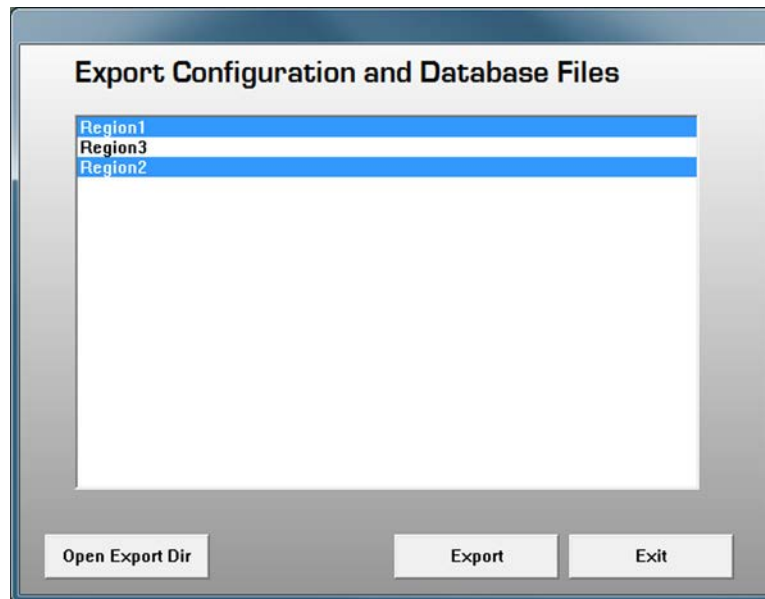 Export Configuration and Database Files
Region1
Region3
Region2
Open Export Dir
Export
Exit